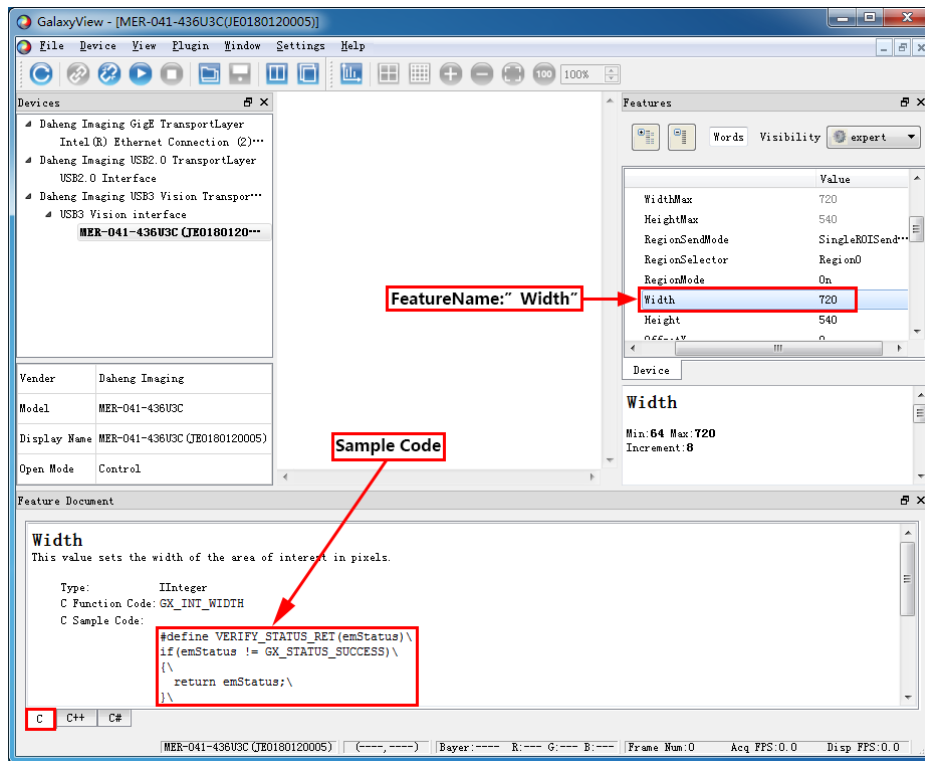 GalaxyView - [MER-041-436U3C(JE0180120005)]
File Device View Plugin Window Settings Help
100 100%
Devices
Daheng Imaging GigE TransportLayer
Intel(R) Ethernet Connection (2)···
Daheng Imaging USB2.0 TransportLayer
USB2.0 Interface
Daheng Imaging USB3 Vision Transpor···
USB3 Vision interface
MER-041-436U3C(JE0180120···
Vender Daheng Imaging
Model MER-041-436U3C
Display Name MER-041-436U3C(JE0180120005)
Open Mode Control
FeatureName:" Width"
Sample Code
Features
Words Visibility expert
Value
WidthMax 720
HeightMax 540
RegionSendMode SingleROISend···
RegionSelector Region0
RegionMode On
Width 720
Height 540
OffsetX 0
Device
Width
Min:64 Max:720
Increment:8
Feature Document
Width
This value sets the width of the area of interest in pixels.
Type: IInteger
C Function Code: GX_INT_WIDTH
C Sample Code:
#define VERIFY_STATUS_RET(emStatus)\
if(emStatus != GX_STATUS_SUCCESS)\
{\
return emStatus;\
}\
C C++ C#
MER-041-436U3C(JE0180120005) (----,----) Bayer:---- R:--- G:--- B:--- Frame Num:0 Acq FPS:0.0 Disp FPS:0.0